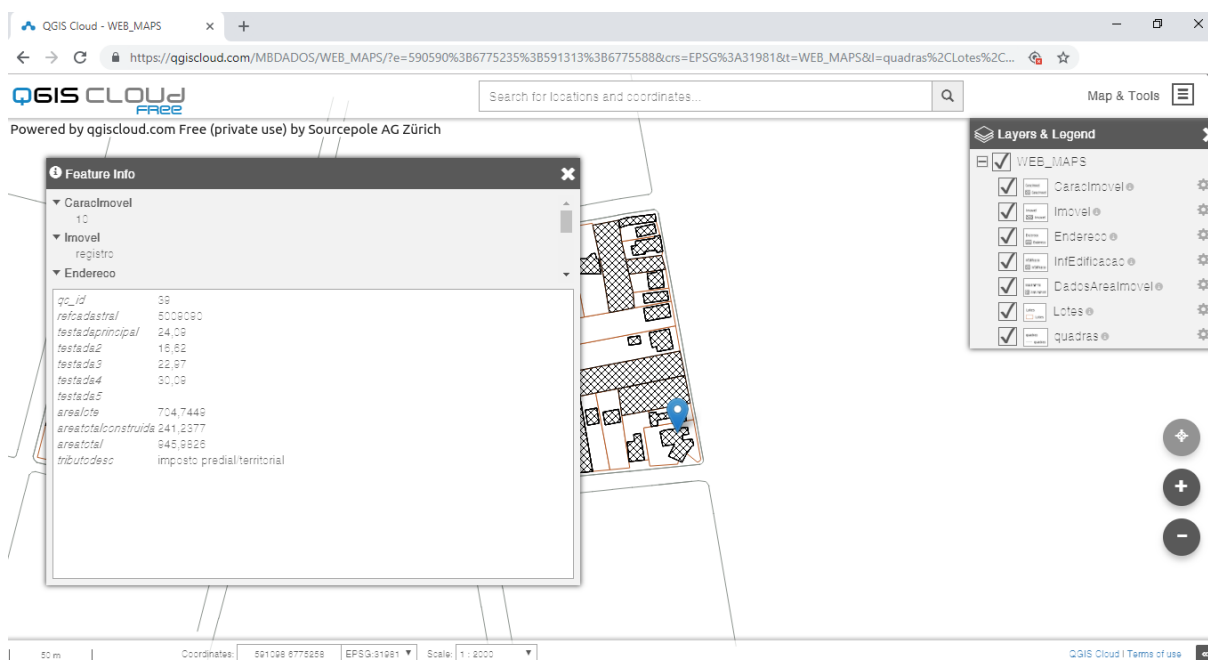 QGIS Cloud - WEB_MAPS
https://qgiscloud.com/MBDADOS/WEB_MAPS/?e=590590%3B6775235%3B591313%3B6775588&crs=EPSG%3A31981&t=WEB_MAPS&l=quadras%2CLotes%2C...
QGIS CLOUD
FREE
Search for locations and coordinates...
Map & Tools
Powered by qgiscloud.com Free (private use) by Sourcepole AG Zürich
Layers & Legend
WEB_MAPS
CaracImovel
Imovel
Endereco
InfEdificacao
DadosAreaImovel
Lotes
quadras
Feature Info
CaracImovel
10
Imovel
registro
Endereco
qc_id 39
refcadastral 5009090
testadaprincipal 24,09
testada2 16,62
testada3 22,97
testada4 30,09
testada5
arealote 704,7449
areatotalconstruida 241,2377
areatotal 945,9826
tributodesc imposto predial/territorial
50 m
Coordinates: 591098 6775258 EPSG:31981 Scale: 1 : 2000
QGIS Cloud | Terms of use